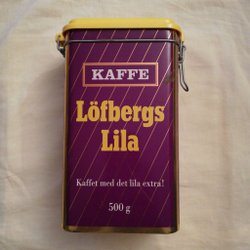 KAFFE
Löfbergs
Lila
Kaffet med det lila extra!
500 g